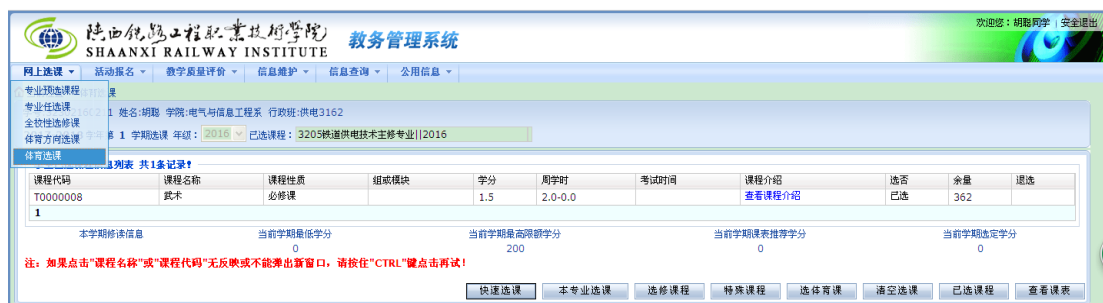 陕西铁路工程职业技术学院
SHAANXI RAILWAY INSTITUTE
教务管理系统
欢迎您：胡聪同学 安全退出
网上选课 活动报名 教学质量评价 信息维护 信息查询 公用信息
专业预选课程
专业任选课
全校性选修课
体育方向选课
体育选课
课
1 姓名:胡聪 学院:电气与信息工程系 行政班:供电3162
第 1 学期选课 年级： 2016 已选课程： 3205铁道供电技术主修专业||2016
息列表 共1条记录!
课程代码 课程名称 课程性质 组或模块 学分 周学时 考试时间 课程介绍 选否 余量 退选
T0000008 武术 必修课 1.5 2.0-0.0 查看课程介绍 已选 362
1
本学期修读信息 当前学期最低学分 当前学期最高限额学分 当前学期课表推荐学分 当前学期选定学分
0 200 0 0
注：如果点击"课程名称"或"课程代码"无反映或不能弹出新窗口，请按住"CTRL"键点击再试!
快速选课 本专业选课 选修课程 特殊课程 选体育课 清空选课 已选课程 查看课表